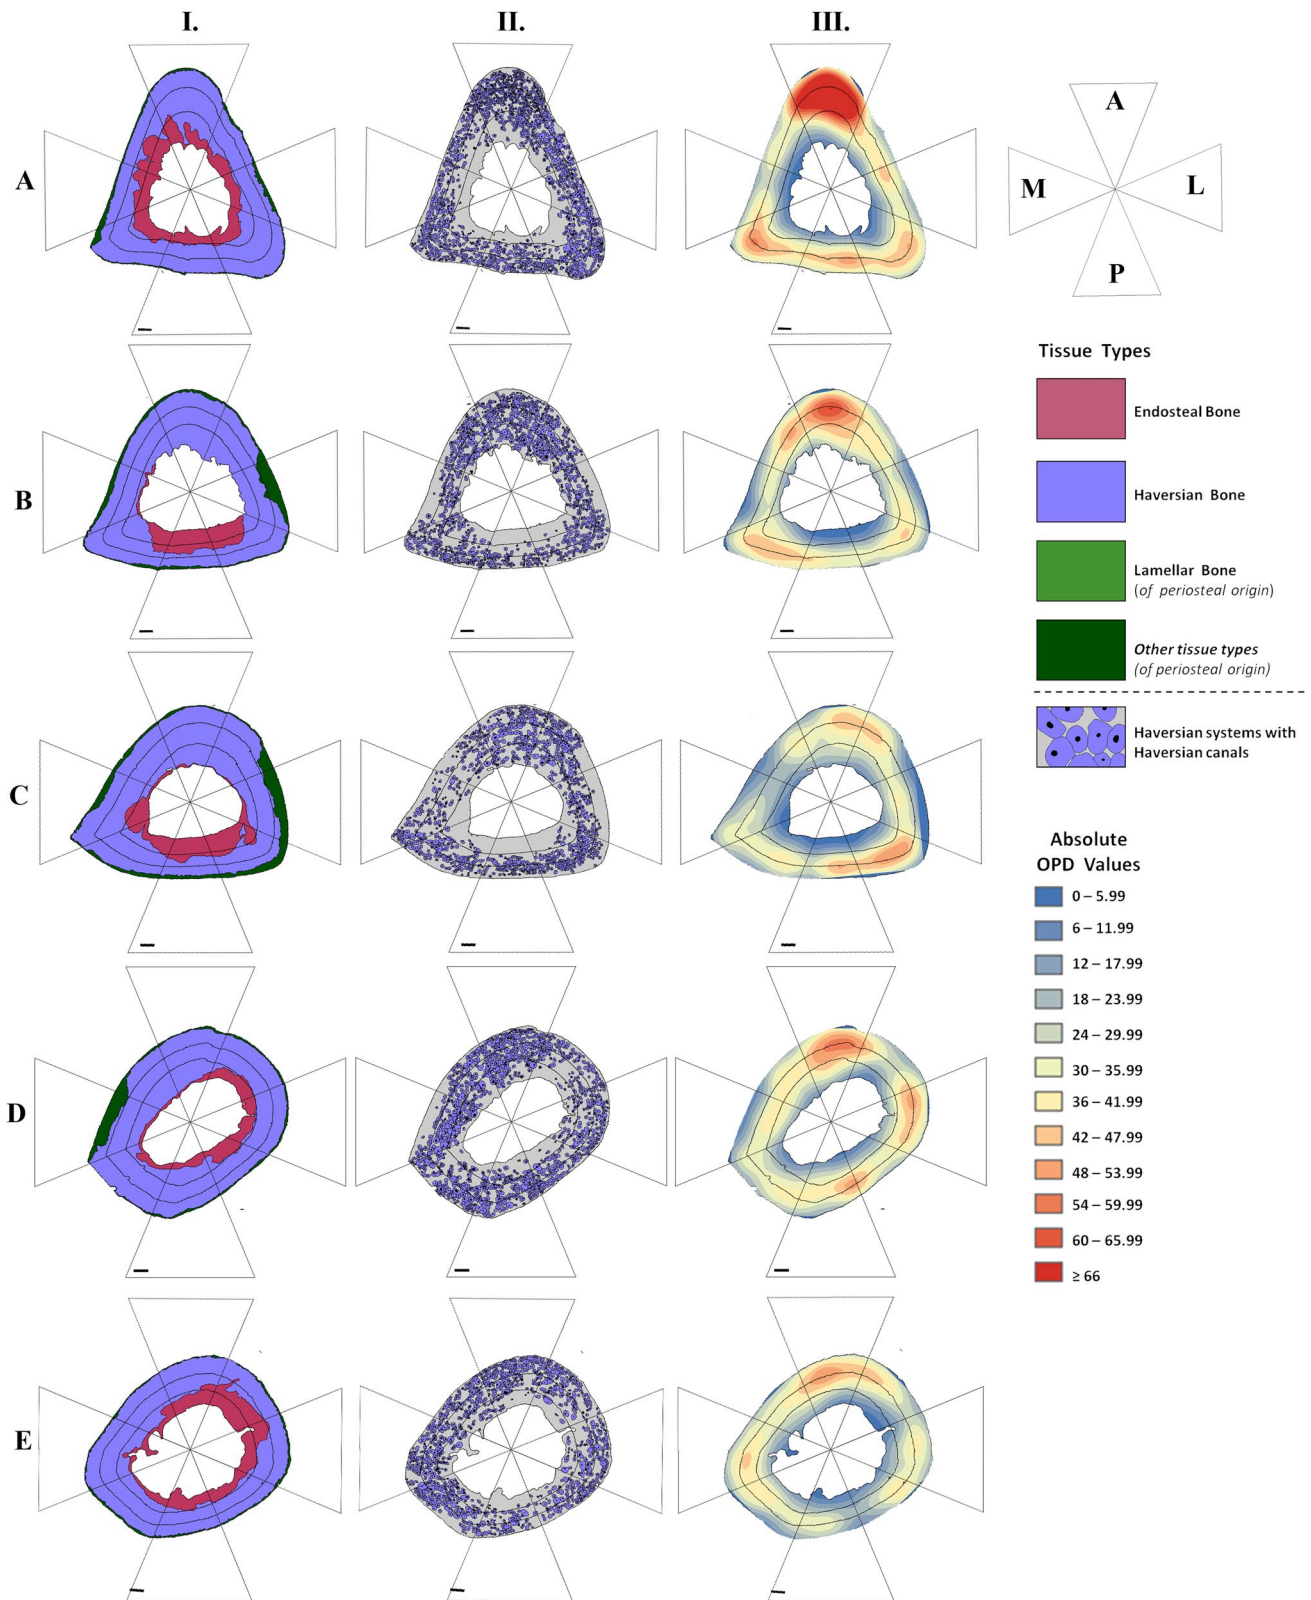 I. II. III.
A
A
M L
P
Tissue Types
Endosteal Bone
B
Haversian Bone
Lamellar Bone
(of periosteal origin)
Other tissue types
(of periosteal origin)
Haversian systems with
Haversian canals
C
Absolute
OPD Values
0 – 5.99
6 – 11.99
12 – 17.99
18 – 23.99
24 – 29.99
30 – 35.99
36 – 41.99
D
42 – 47.99
48 – 53.99
54 – 59.99
60 – 65.99
≥ 66
E